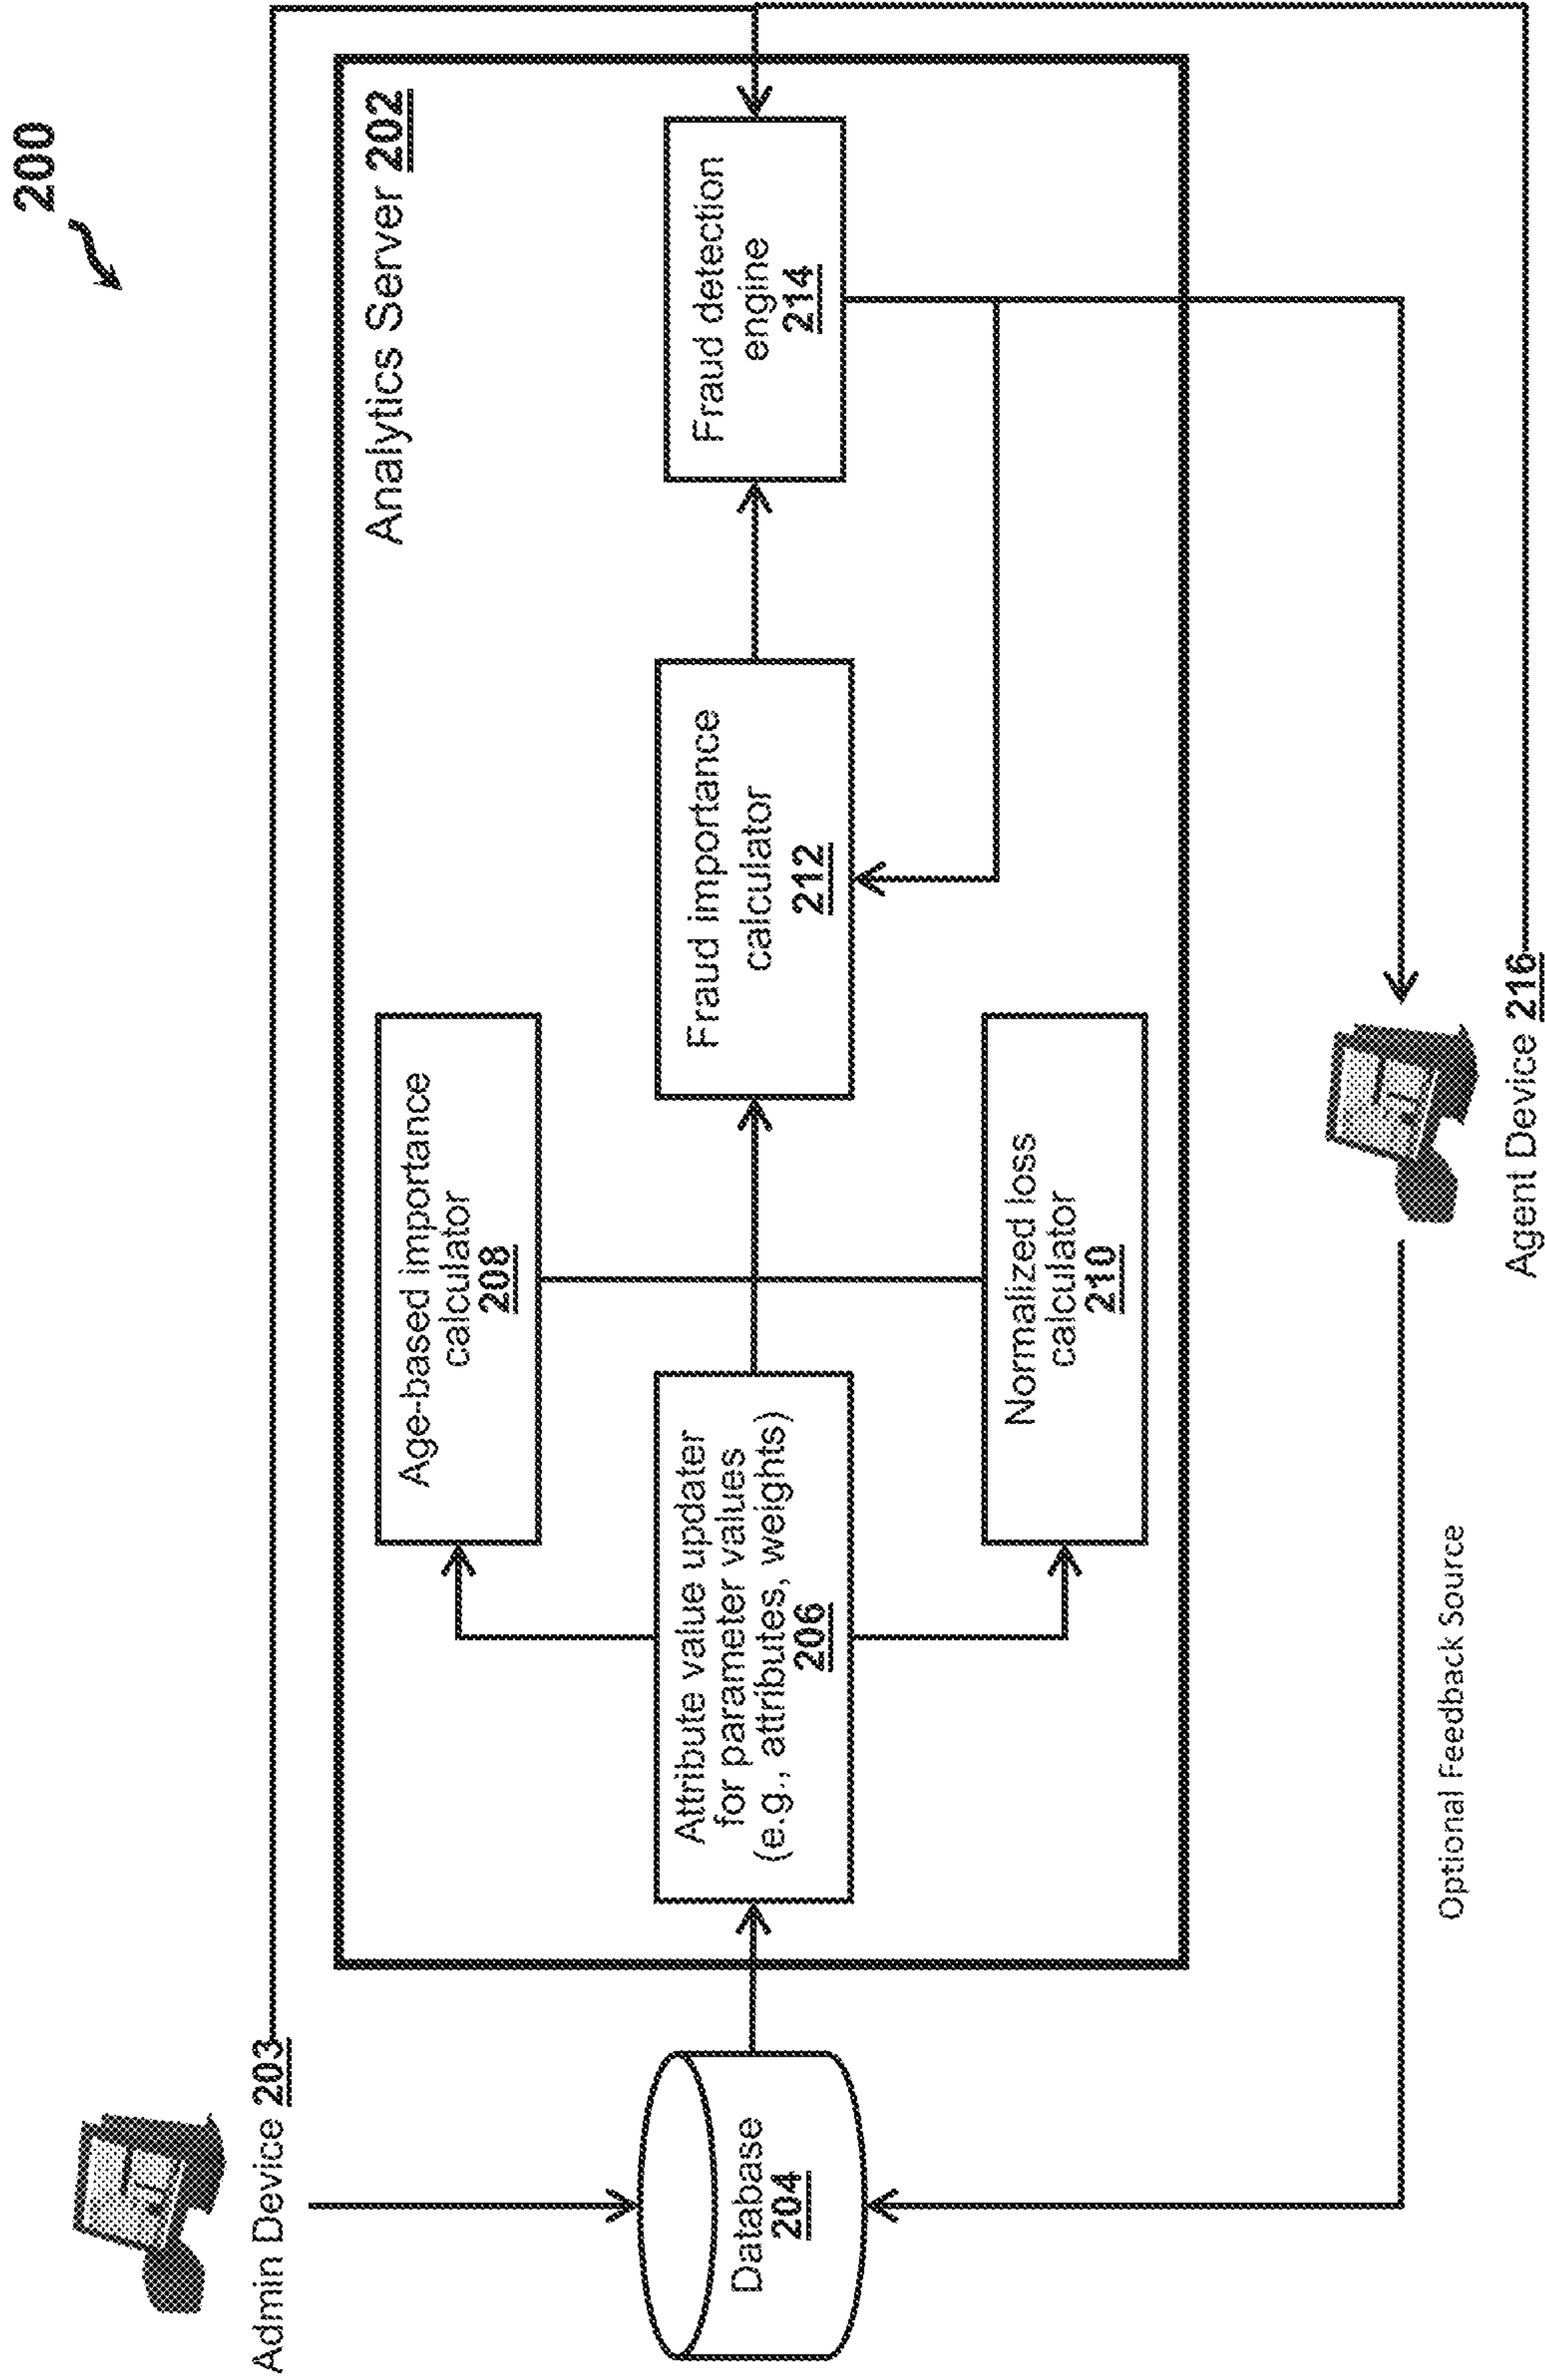 200
Admin Device 203
Analytics Server 202
Age-based importance
calculator
208
Database
204
Attribute value updater
for parameter values
(e.g., attributes, weights)
206
Fraud importance
calculator
212
Fraud detection
engine
214
Normalized loss
calculator
210
Optional Feedback Source
Agent Device 216